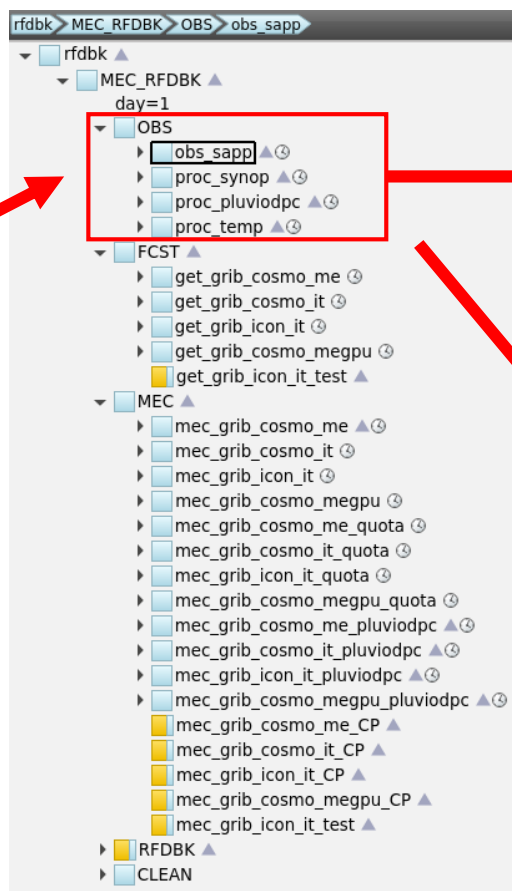 rfdbk MEC_RFDBK OBS obs_sapp
rfdbk
MEC_RFDBK
day=1
OBS
obs_sapp
proc_synop
proc_pluviodpc
proc_temp
FCST
get_grib_cosmo_me
get_grib_cosmo_it
get_grib_icon_it
get_grib_cosmo_megpu
get_grib_icon_it_test
MEC
mec_grib_cosmo_me
mec_grib_cosmo_it
mec_grib_icon_it
mec_grib_cosmo_megpu
mec_grib_cosmo_me_quota
mec_grib_cosmo_it_quota
mec_grib_icon_it_quota
mec_grib_cosmo_megpu_quota
mec_grib_cosmo_me_pluviodpc
mec_grib_cosmo_it_pluviodpc
mec_grib_icon_it_pluviodpc
mec_grib_cosmo_megpu_pluviodpc
mec_grib_cosmo_me_CP
mec_grib_cosmo_it_CP
mec_grib_icon_it_CP
mec_grib_cosmo_megpu_CP
mec_grib_icon_it_test
RFDBK
CLEAN